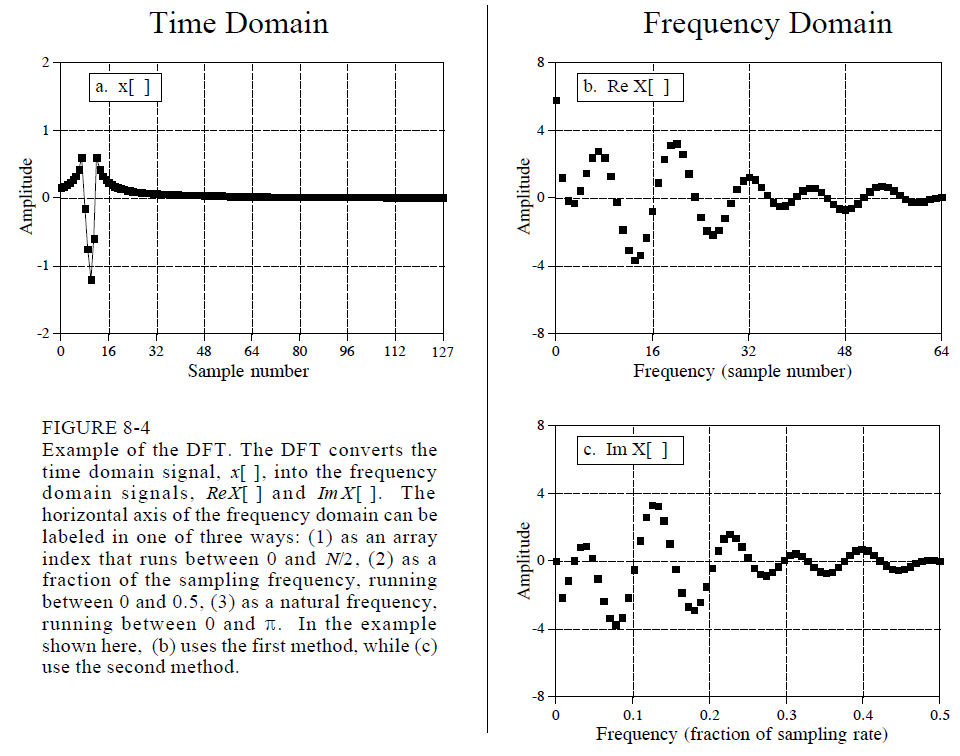 Time Domain
2
1
0
-1
-2
Amplitude
a. x[ ]
0 16 32 48 64 80 96 112 127
Sample number
FIGURE 8-4
Example of the DFT. The DFT converts the
time domain signal, x[ ], into the frequency
domain signals, ReX[ ] and ImX[ ]. The
horizontal axis of the frequency domain can be
labeled in one of three ways: (1) as an array
index that runs between 0 and N/2, (2) as a
fraction of the sampling frequency, running
between 0 and 0.5, (3) as a natural frequency,
running between 0 and π. In the example
shown here, (b) uses the first method, while (c)
use the second method.
Frequency Domain
8
4
0
-4
-8
Amplitude
b. Re X[ ]
0 16 32 48 64
Frequency (sample number)
8
4
0
-4
-8
Amplitude
c. Im X[ ]
0 0.1 0.2 0.3 0.4 0.5
Frequency (fraction of sampling rate)